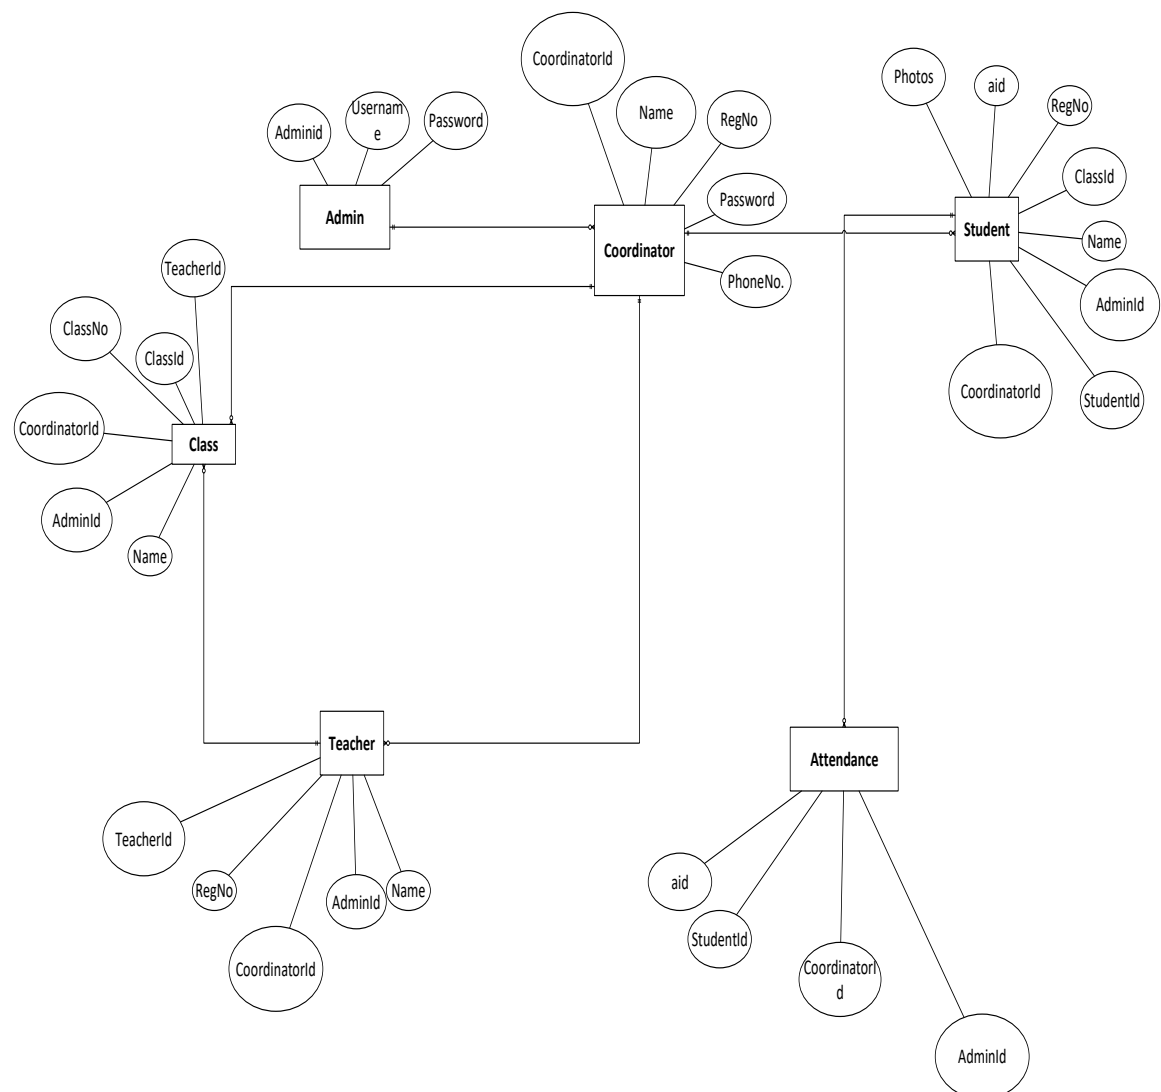 CoordinatorId
Name
RegNo
Password
PhoneNo.
Coordinator
Adminid
Usernam
e
Password
Admin
Photos
aid
RegNo
ClassId
Name
AdminId
StudentId
CoordinatorId
Student
TeacherId
ClassNo
ClassId
CoordinatorId
AdminId
Name
Class
Teacher
TeacherId
RegNo
CoordinatorId
AdminId
Name
Attendance
aid
StudentId
CoordinatorI
d
AdminId